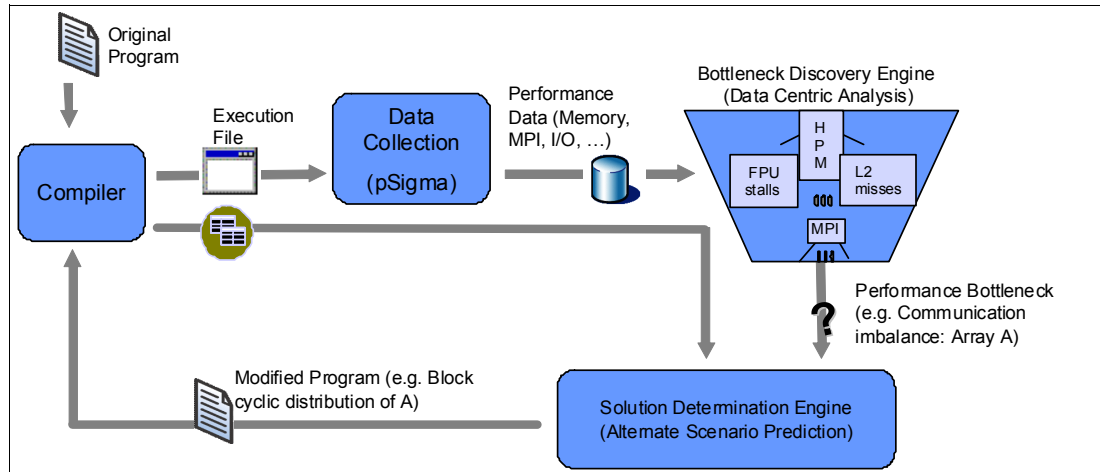 Original
Program
Bottleneck Discovery Engine
(Data Centric Analysis)
Execution
File
Data
Collection
(pSigma)
Performance
Data (Memory,
MPI, I/O, …)
H
P
M
FPU
stalls
L2
misses
MPI
Compiler
Performance Bottleneck
(e.g. Communication
imbalance: Array A)
?
Modified Program (e.g. Block
cyclic distribution of A)
Solution Determination Engine
(Alternate Scenario Prediction)